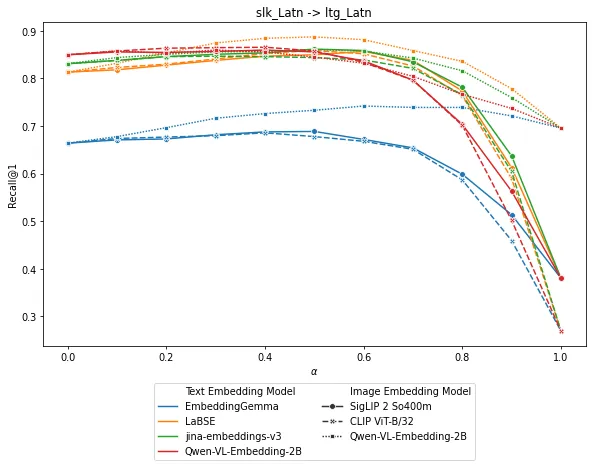 slk_Latn -> ltg_Latn
Recall@1
0.9
0.8
0.7
0.6
0.5
0.4
0.3
0.0 0.2 0.4 0.6 0.8 1.0
α
Text Embedding Model
EmbeddingGemma
LaBSE
jina-embeddings-v3
Qwen-VL-Embedding-2B
Image Embedding Model
SigLIP 2 So400m
CLIP ViT-B/32
Qwen-VL-Embedding-2B